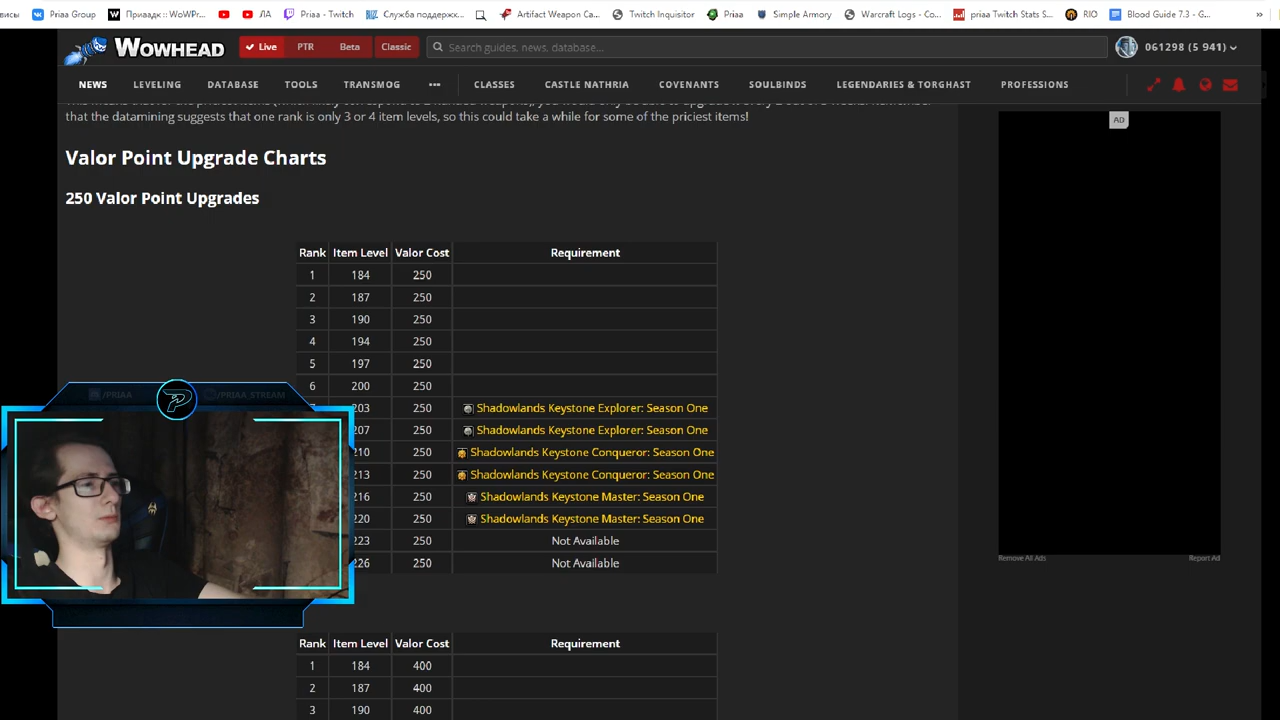 висы Priaa Group Приваdк :: WoWPr... ЛА Priaa - Twitch Служба поддержк... Artifact Weapon Ca... Twitch Inquisitor Priaa Simple Armory Warcraft Logs - Co... priaa Twitch Stats S... RIO Blood Guide 7.3 - G... »
WOWHEAD Live PTR Beta Classic Search guides, news, database... 061298 (5 941)
NEWS LEVELING DATABASE TOOLS TRANSMOG ... CLASSES CASTLE NATHRIA COVENANTS SOULBINDS LEGENDARIES & TORGHAST PROFESSIONS
that the datamining suggests that one rank is only 3 or 4 item levels, so this could take a while for some of the priciest items!
AD
Valor Point Upgrade Charts
250 Valor Point Upgrades
Rank Item Level Valor Cost Requirement
1 184 250
2 187 250
3 190 250
4 194 250
5 197 250
6 200 250
203 250 Shadowlands Keystone Explorer: Season One
207 250 Shadowlands Keystone Explorer: Season One
210 250 Shadowlands Keystone Conqueror: Season One
213 250 Shadowlands Keystone Conqueror: Season One
216 250 Shadowlands Keystone Master: Season One
220 250 Shadowlands Keystone Master: Season One
223 250 Not Available
226 250 Not Available
/PRIAA /PRIAA_STREAM
Remove All Ads Report Ad
Rank Item Level Valor Cost Requirement
1 184 400
2 187 400
3 190 400